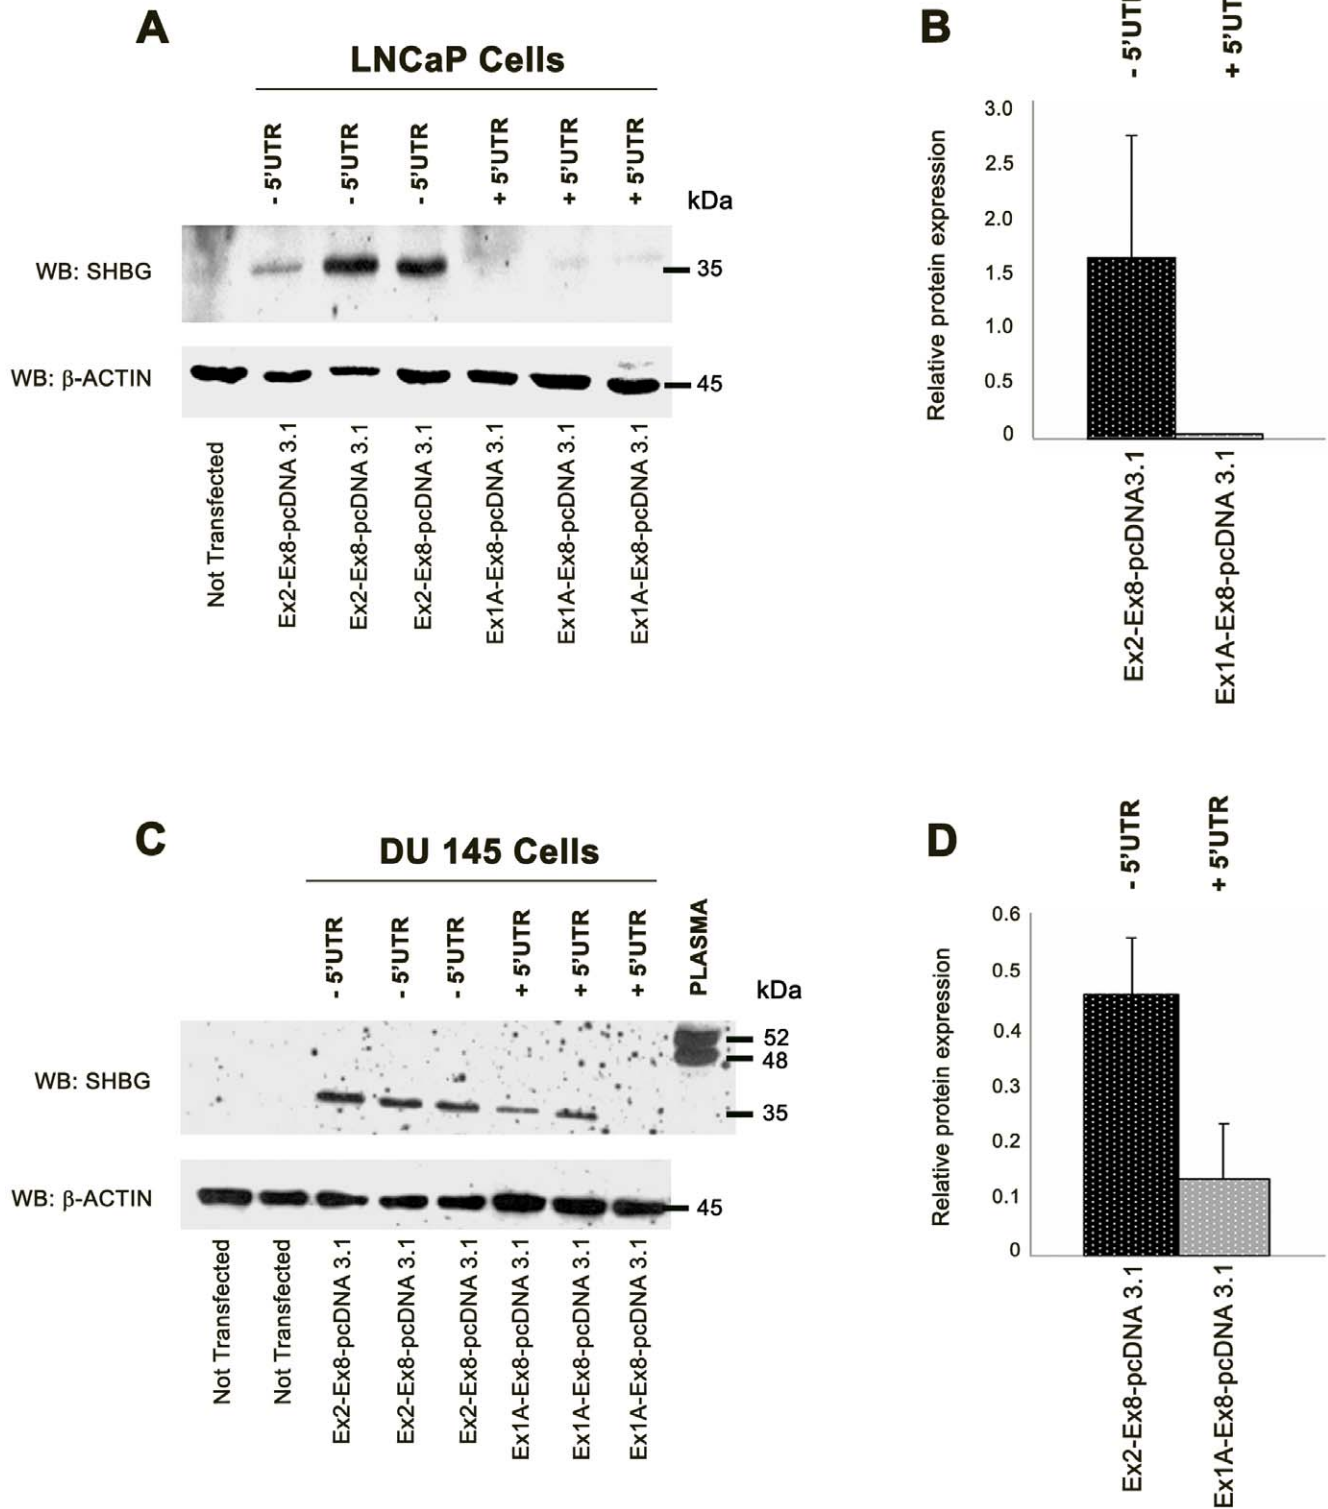 A
LNCaP Cells
- 5'UTR
- 5'UTR
- 5'UTR
+ 5'UTR
+ 5'UTR
+ 5'UTR
kDa
WB: SHBG
35
WB: β-ACTIN
45
Not Transfected
Ex2-Ex8-pcDNA 3.1
Ex2-Ex8-pcDNA 3.1
Ex2-Ex8-pcDNA 3.1
Ex1A-Ex8-pcDNA 3.1
Ex1A-Ex8-pcDNA 3.1
Ex1A-Ex8-pcDNA 3.1
B
- 5'UT
+ 5'UT
Relative protein expression
3.0
2.5
2.0
1.5
1.0
0.5
0
Ex2-Ex8-pcDNA3.1
Ex1A-Ex8-pcDNA 3.1
C
DU 145 Cells
- 5'UTR
- 5'UTR
- 5'UTR
+ 5'UTR
+ 5'UTR
+ 5'UTR
PLASMA
kDa
52
48
WB: SHBG
35
WB: β-ACTIN
45
Not Transfected
Not Transfected
Ex2-Ex8-pcDNA 3.1
Ex2-Ex8-pcDNA 3.1
Ex2-Ex8-pcDNA 3.1
Ex1A-Ex8-pcDNA 3.1
Ex1A-Ex8-pcDNA 3.1
Ex1A-Ex8-pcDNA 3.1
D
- 5'UTR
+ 5'UTR
Relative protein expression
0.6
0.5
0.4
0.3
0.2
0.1
0
Ex2-Ex8-pcDNA 3.1
Ex1A-Ex8-pcDNA 3.1